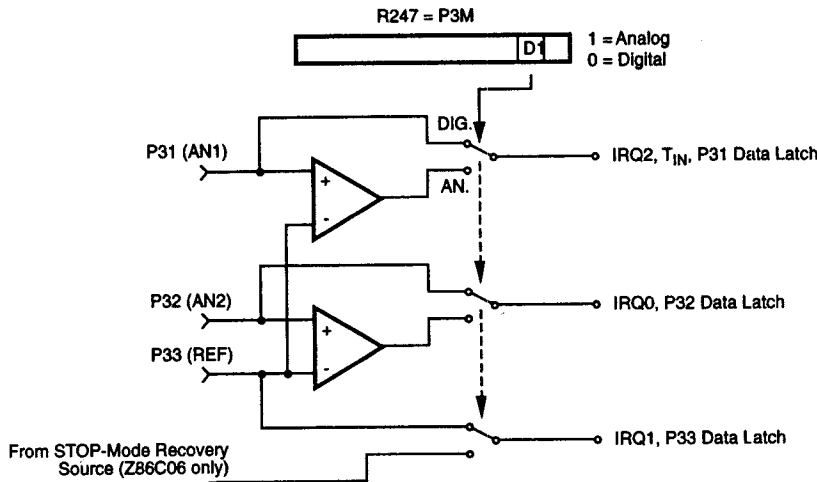 R247 = P3M
D1
1 = Analog
0 = Digital
DIG.
P31 (AN1)
IRQ2, TIN, P31 Data Latch
+
AN.
-
P32 (AN2)
IRQ0, P32 Data Latch
+
P33 (REF)
-
IRQ1, P33 Data Latch
From STOP-Mode Recovery
Source (Z86C06 only)